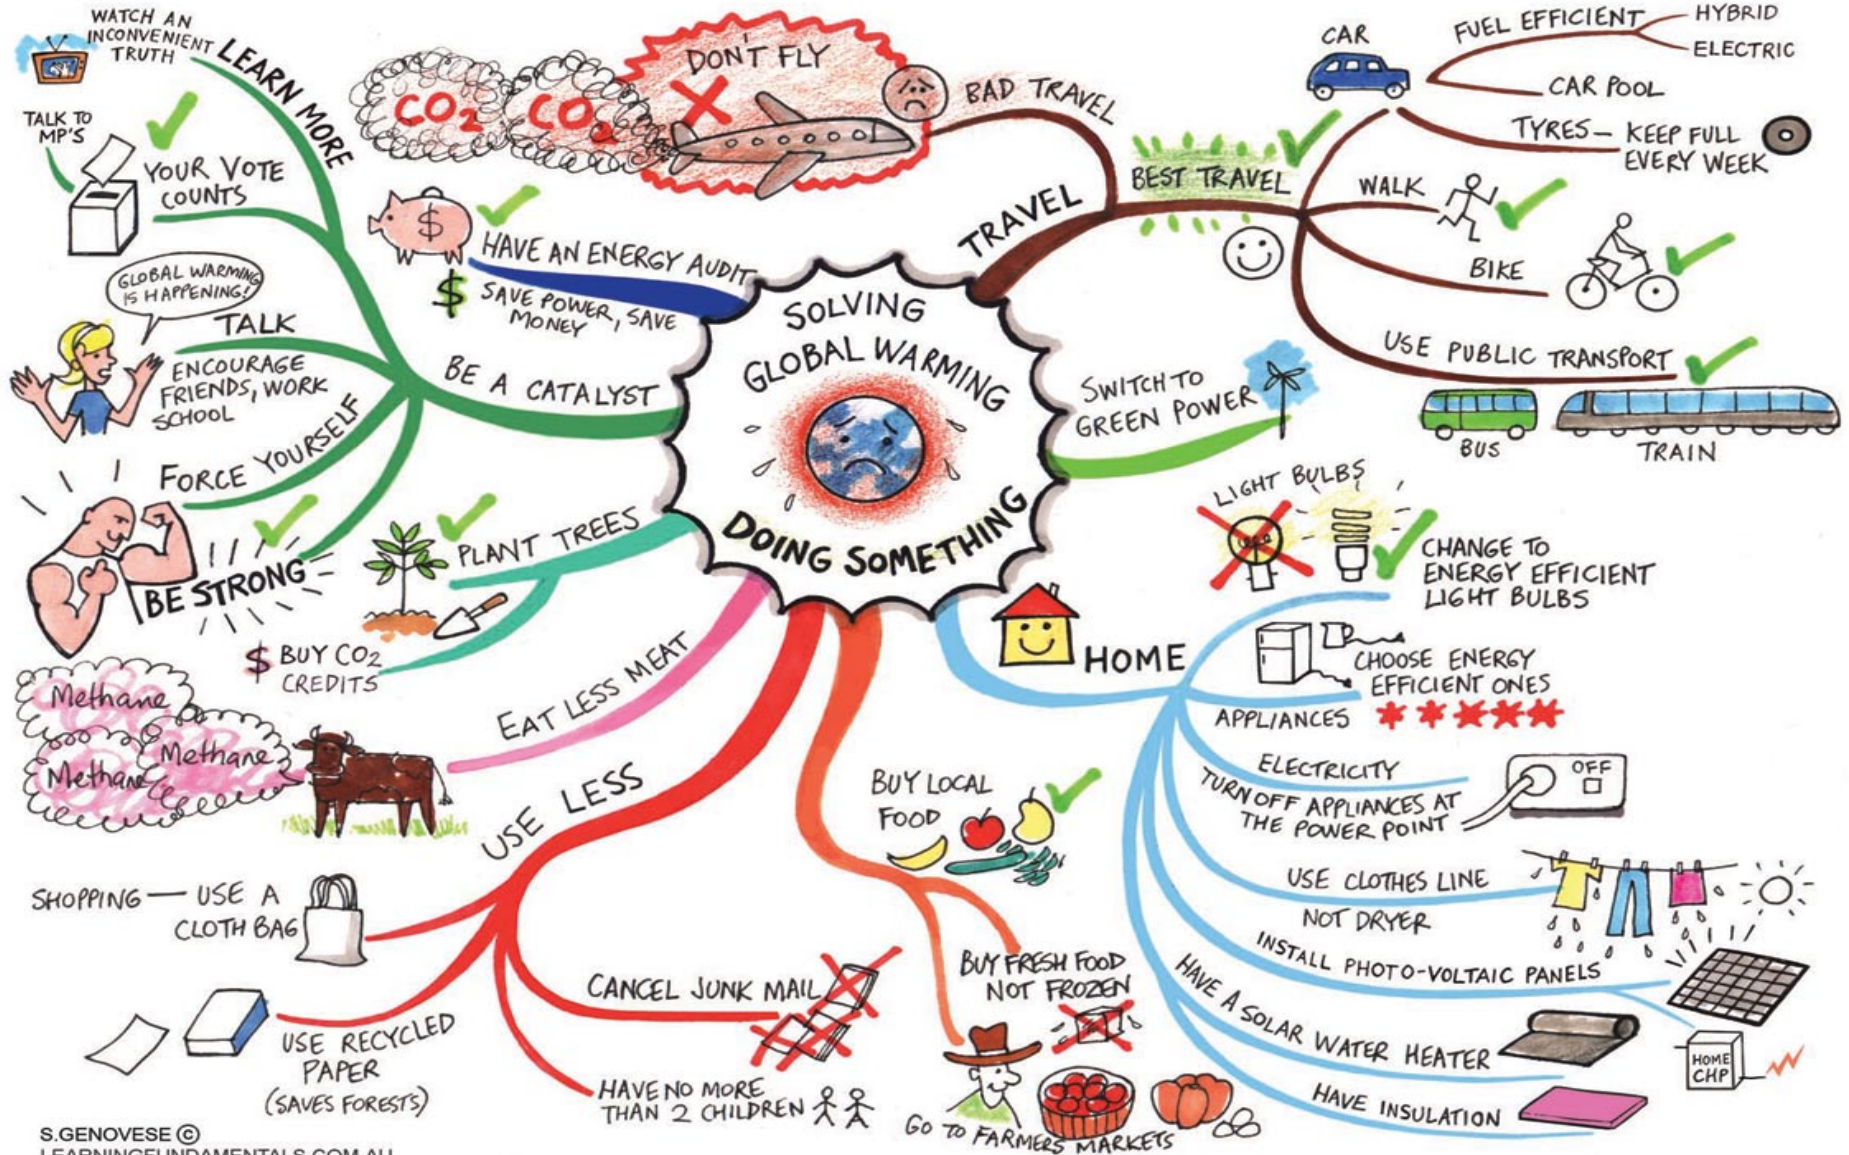 SOLVING
GLOBAL WARMING
DOING SOMETHING
TRAVEL
BAD TRAVEL
DON'T FLY
CO2
CO2
BEST TRAVEL
CAR
FUEL EFFICIENT
HYBRID
ELECTRIC
CAR POOL
TYRES— KEEP FULL
EVERY WEEK
WALK
BIKE
USE PUBLIC TRANSPORT
BUS
TRAIN
SWITCH TO
GREEN POWER
HOME
LIGHT BULBS
CHANGE TO
ENERGY EFFICIENT
LIGHT BULBS
CHOOSE ENERGY
EFFICIENT ONES
APPLIANCES
ELECTRICITY
TURN OFF APPLIANCES AT
THE POWER POINT
OFF
USE CLOTHES LINE
NOT DRYER
INSTALL PHOTO-VOLTAIC PANELS
HOME
CHP
HAVE A SOLAR WATER HEATER
HAVE INSULATION
BUY LOCAL
FOOD
BUY FRESH FOOD
NOT FROZEN
GO TO FARMERS MARKETS
USE LESS
SHOPPING — USE A
CLOTH BAG
USE RECYCLED
PAPER
(SAVES FORESTS)
CANCEL JUNK MAIL
HAVE NO MORE
THAN 2 CHILDREN
EAT LESS MEAT
Methane
Methane
Methane
PLANT TREES
$ BUY CO2
CREDITS
BE A CATALYST
LEARN MORE
WATCH AN
INCONVENIENT
TRUTH
TALK TO
MP'S
YOUR VOTE
COUNTS
GLOBAL WARMING
IS HAPPENING!
TALK
ENCOURAGE
FRIENDS, WORK
SCHOOL
FORCE YOURSELF
BE STRONG
$
HAVE AN ENERGY AUDIT
$ SAVE POWER, SAVE
MONEY
S.GENOVESE ©
LEARNINGFUNDAMENTALS.COM.AU